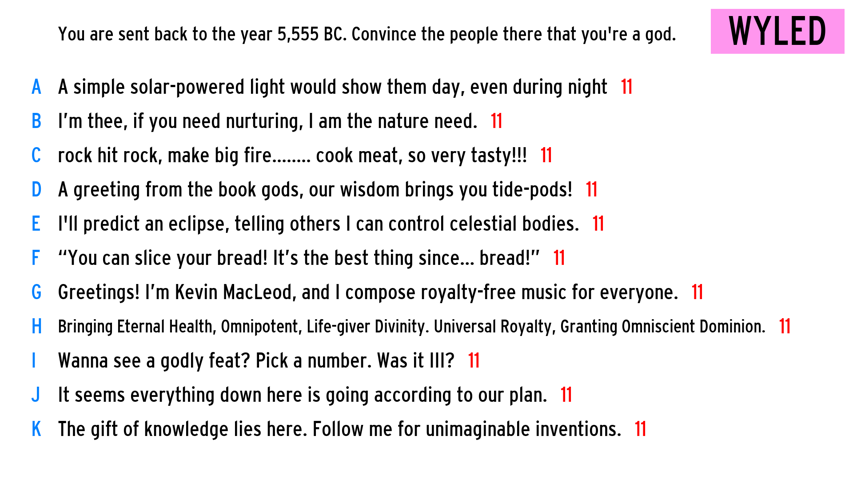 You are sent back to the year 5,555 BC. Convince the people there that you're a god.
WYLED
A A simple solar-powered light would show them day, even during night 11
B I'm thee, if you need nurturing, I am the nature need. 11
C rock hit rock, make big fire........ cook meat, so very tasty!!! 11
D A greeting from the book gods, our wisdom brings you tide-pods! 11
E I'll predict an eclipse, telling others I can control celestial bodies. 11
F “You can slice your bread! It's the best thing since... bread!” 11
G Greetings! I'm Kevin MacLeod, and I compose royalty-free music for everyone. 11
H Bringing Eternal Health, Omnipotent, Life-giver Divinity. Universal Royalty, Granting Omniscient Dominion. 11
I Wanna see a godly feat? Pick a number. Was it III? 11
J It seems everything down here is going according to our plan. 11
K The gift of knowledge lies here. Follow me for unimaginable inventions. 11